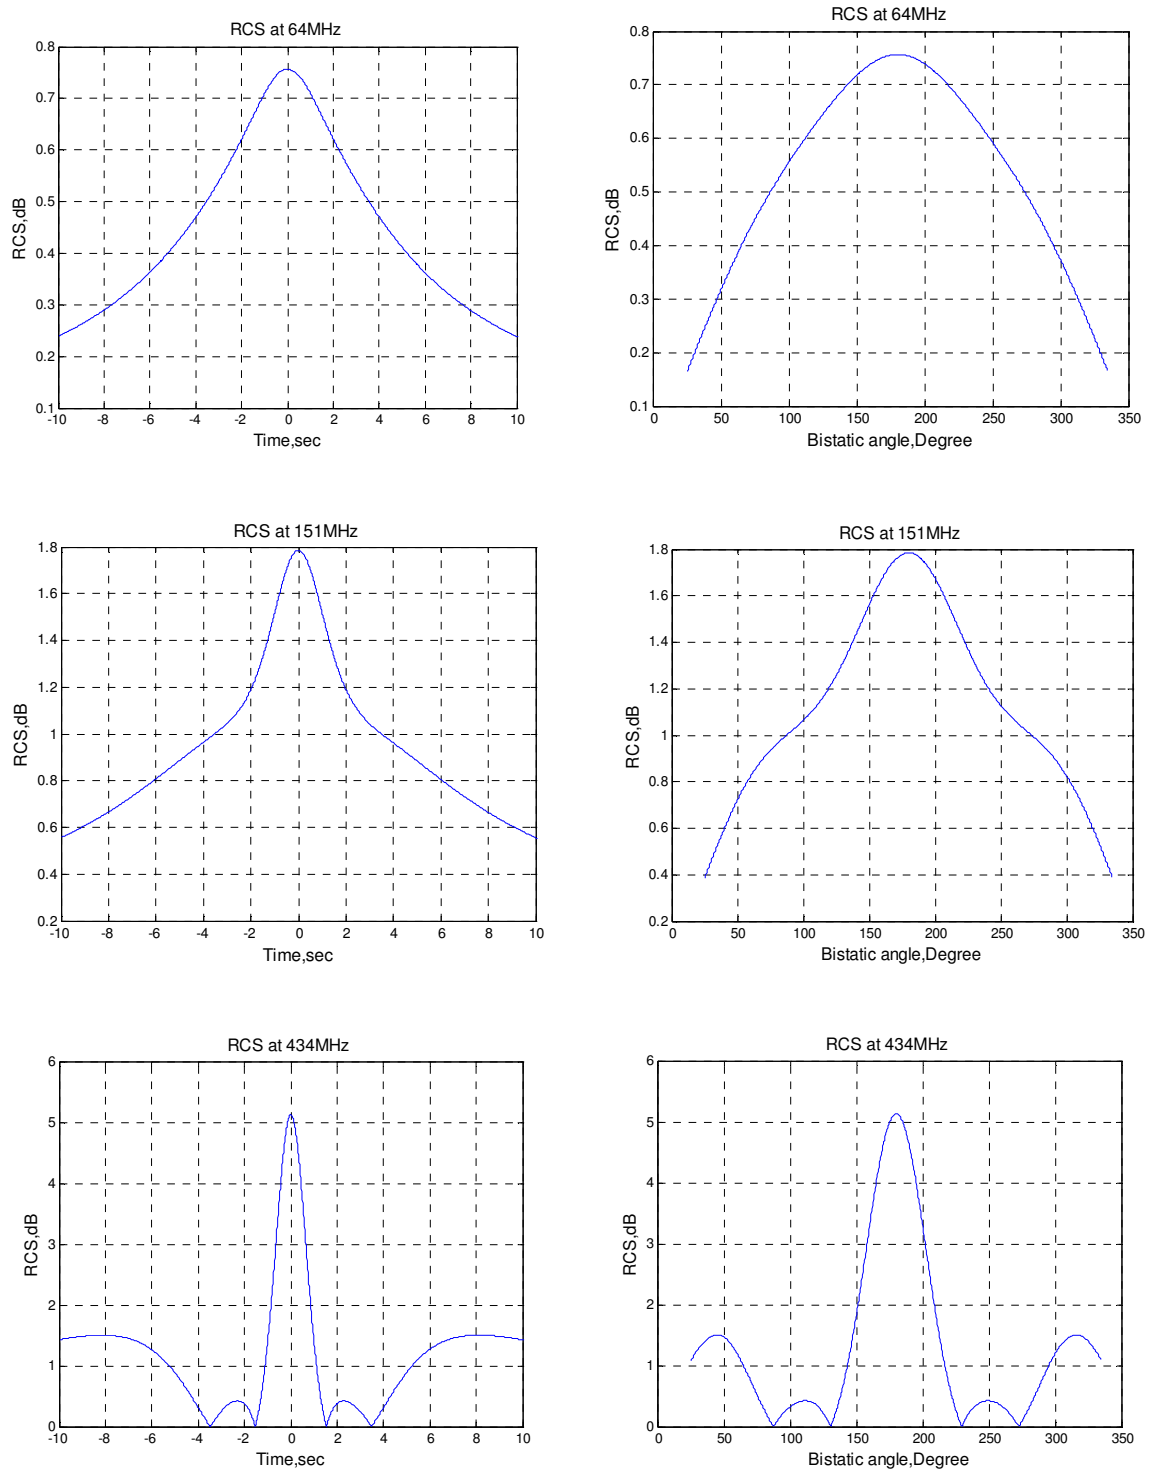 RCS at 64MHz
0.8
0.7
0.6
0.5
0.4
0.3
0.2
0.1
RCS,dB
-10 -8 -6 -4 -2 0 2 4 6 8 10
Time,sec
RCS at 64MHz
0.8
0.7
0.6
0.5
0.4
0.3
0.2
0.1
RCS,dB
0 50 100 150 200 250 300 350
Bistatic angle,Degree
RCS at 151MHz
1.8
1.6
1.4
1.2
1
0.8
0.6
0.4
0.2
RCS,dB
-10 -8 -6 -4 -2 0 2 4 6 8 10
Time,sec
RCS at 151MHz
1.8
1.6
1.4
1.2
1
0.8
0.6
0.4
0.2
RCS,dB
0 50 100 150 200 250 300 350
Bistatic angle,Degree
RCS at 434MHz
6
5
4
3
2
1
0
RCS,dB
-10 -8 -6 -4 -2 0 2 4 6 8 10
Time,sec
RCS at 434MHz
6
5
4
3
2
1
0
RCS,dB
0 50 100 150 200 250 300 350
Bistatic angle,Degree